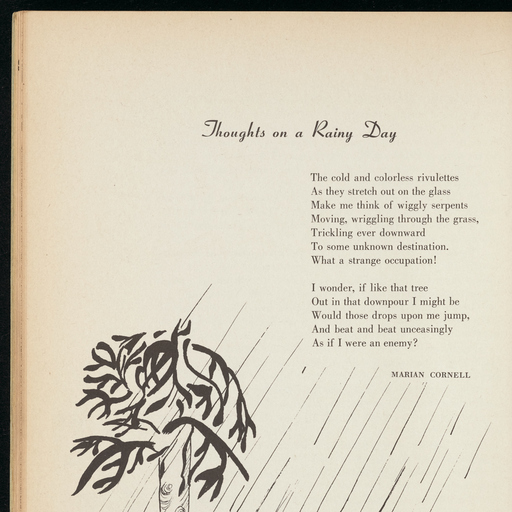 Thoughts on a Rainy Day
The cold and colorless rivulettes
As they stretch out on the glass
Make me think of wiggly serpents
Moving, wriggling through the grass,
Trickling ever downward
To some unknown destination.
What a strange occupation!
I wonder, if like that tree
Out in that downpour I might be
Would those drops upon me jump,
And beat and beat unceasingly
As if I were an enemy?
MARIAN CORNELL